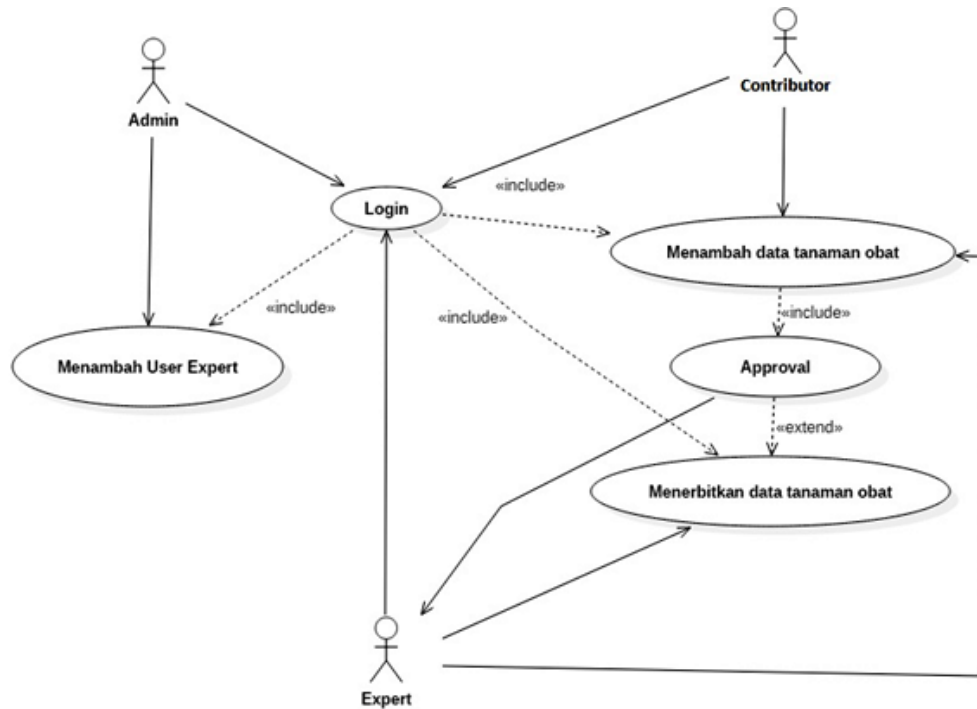 Contributor
Admin
«include»
Login
Menambah data tanaman obat
«include»
«include»
«include»
Menambah User Expert
Approval
«extend»
Menerbitkan data tanaman obat
Expert